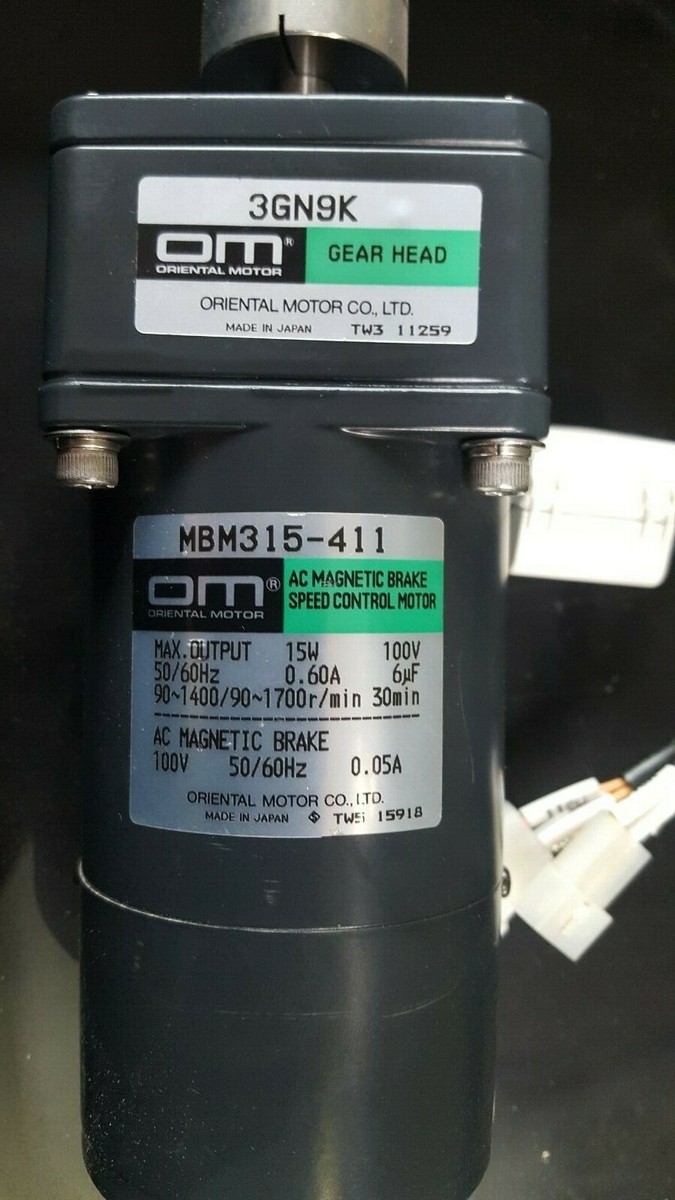 3GN9K
om®
ORIENTAL MOTOR
GEAR HEAD
ORIENTAL MOTOR CO., LTD.
MADE IN JAPAN TW3 11259
MBM315-411
om®
ORIENTAL MOTOR
AC MAGNETIC BRAKE
SPEED CONTROL MOTOR
MAX.OUTPUT 15W 100V
50/60Hz 0.60A 6μF
90~1400/90~1700r/min 30min
AC MAGNETIC BRAKE
100V 50/60Hz 0.05A
ORIENTAL MOTOR CO., LTD.
MADE IN JAPAN TW5i 15918